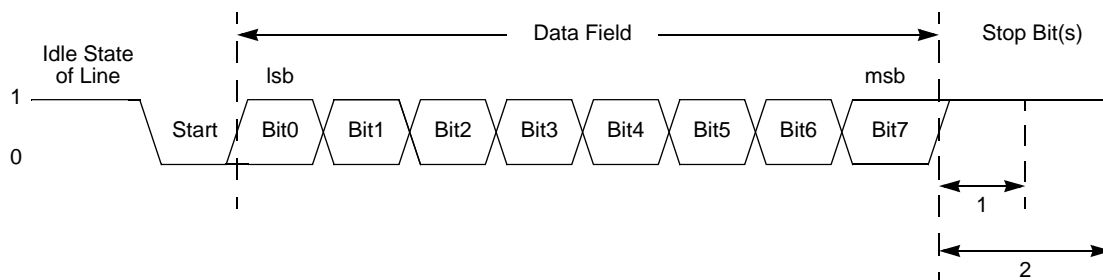 Data Field
Stop Bit(s)
Idle State
of Line
lsb
msb
1
Start
Bit0
Bit1
Bit2
Bit3
Bit4
Bit5
Bit6
Bit7
0
1
2